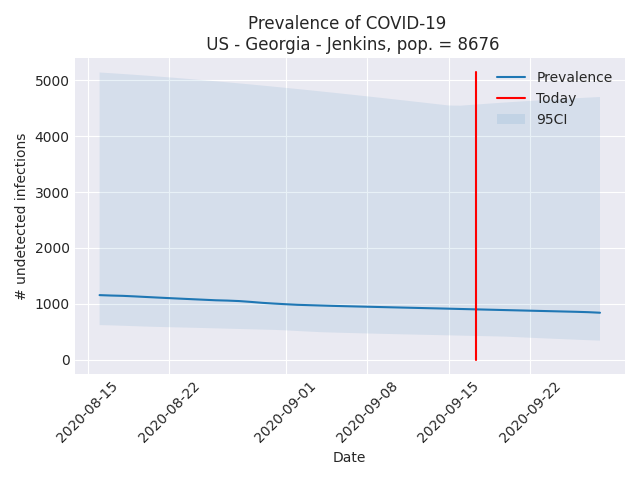 Prevalence of COVID-19
US - Georgia - Jenkins, pop. = 8676
Prevalence
Today
95CI
# undetected infections
5000
4000
3000
2000
1000
0
2020-08-15
2020-08-22
2020-09-01
2020-09-08
2020-09-15
2020-09-22
Date